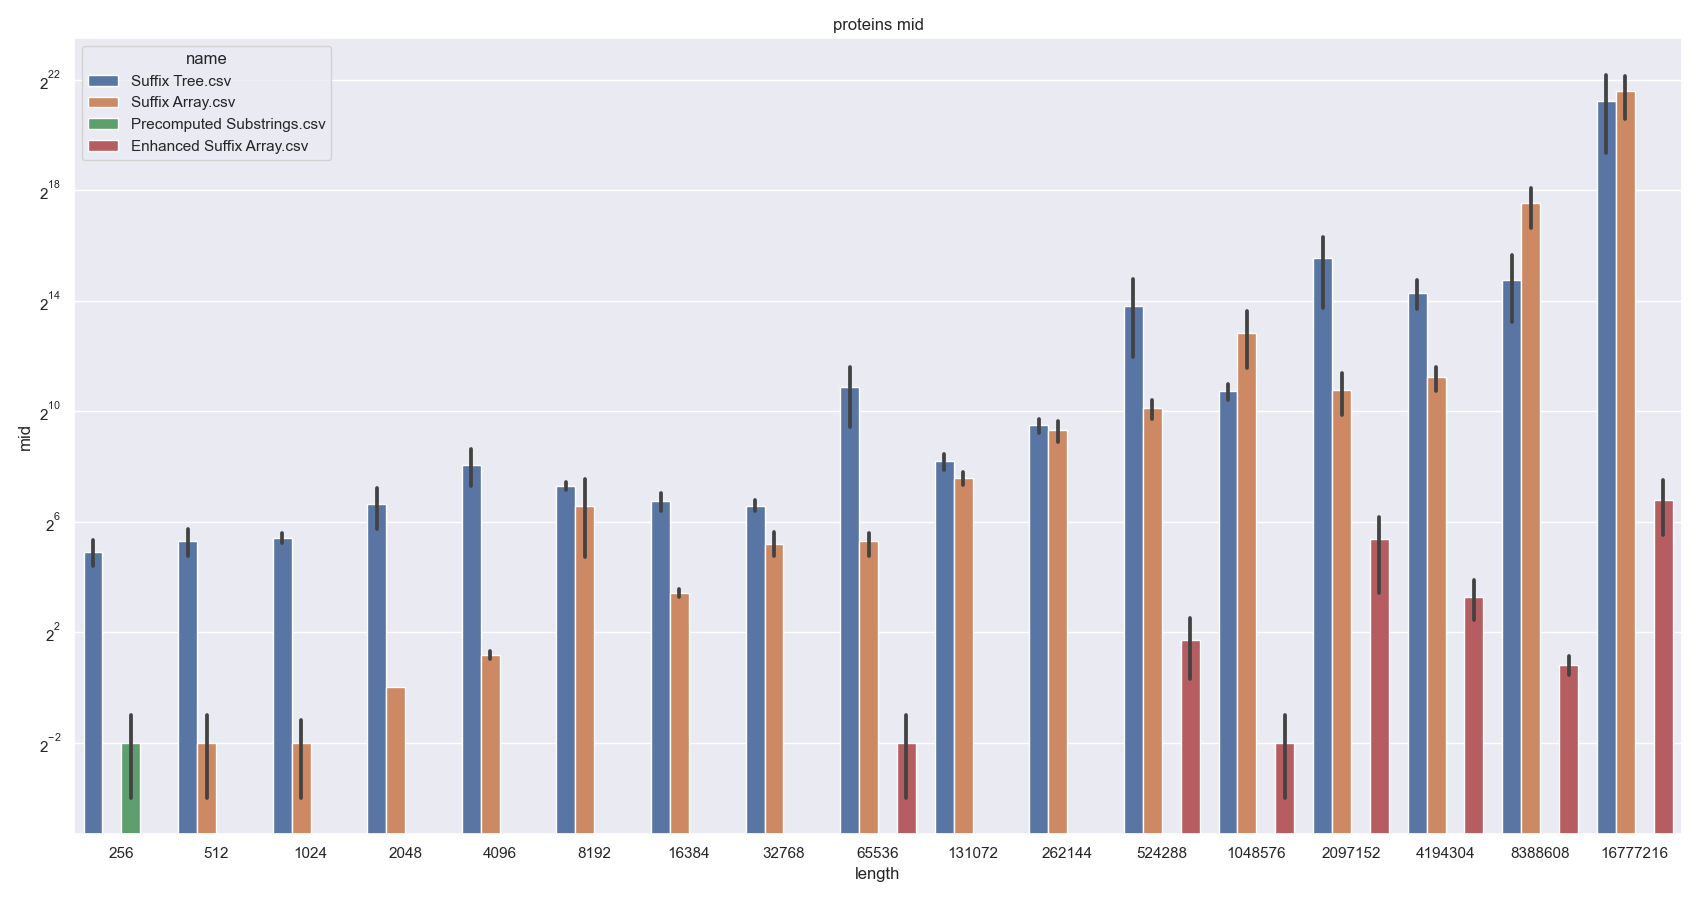 proteins mid
name
Suffix Tree.csv
Suffix Array.csv
Precomputed Substrings.csv
Enhanced Suffix Array.csv
mid
2^22
2^18
2^14
2^10
2^6
2^2
2^−2
256 512 1024 2048 4096 8192 16384 32768 65536 131072 262144 524288 1048576 2097152 4194304 8388608 16777216
length